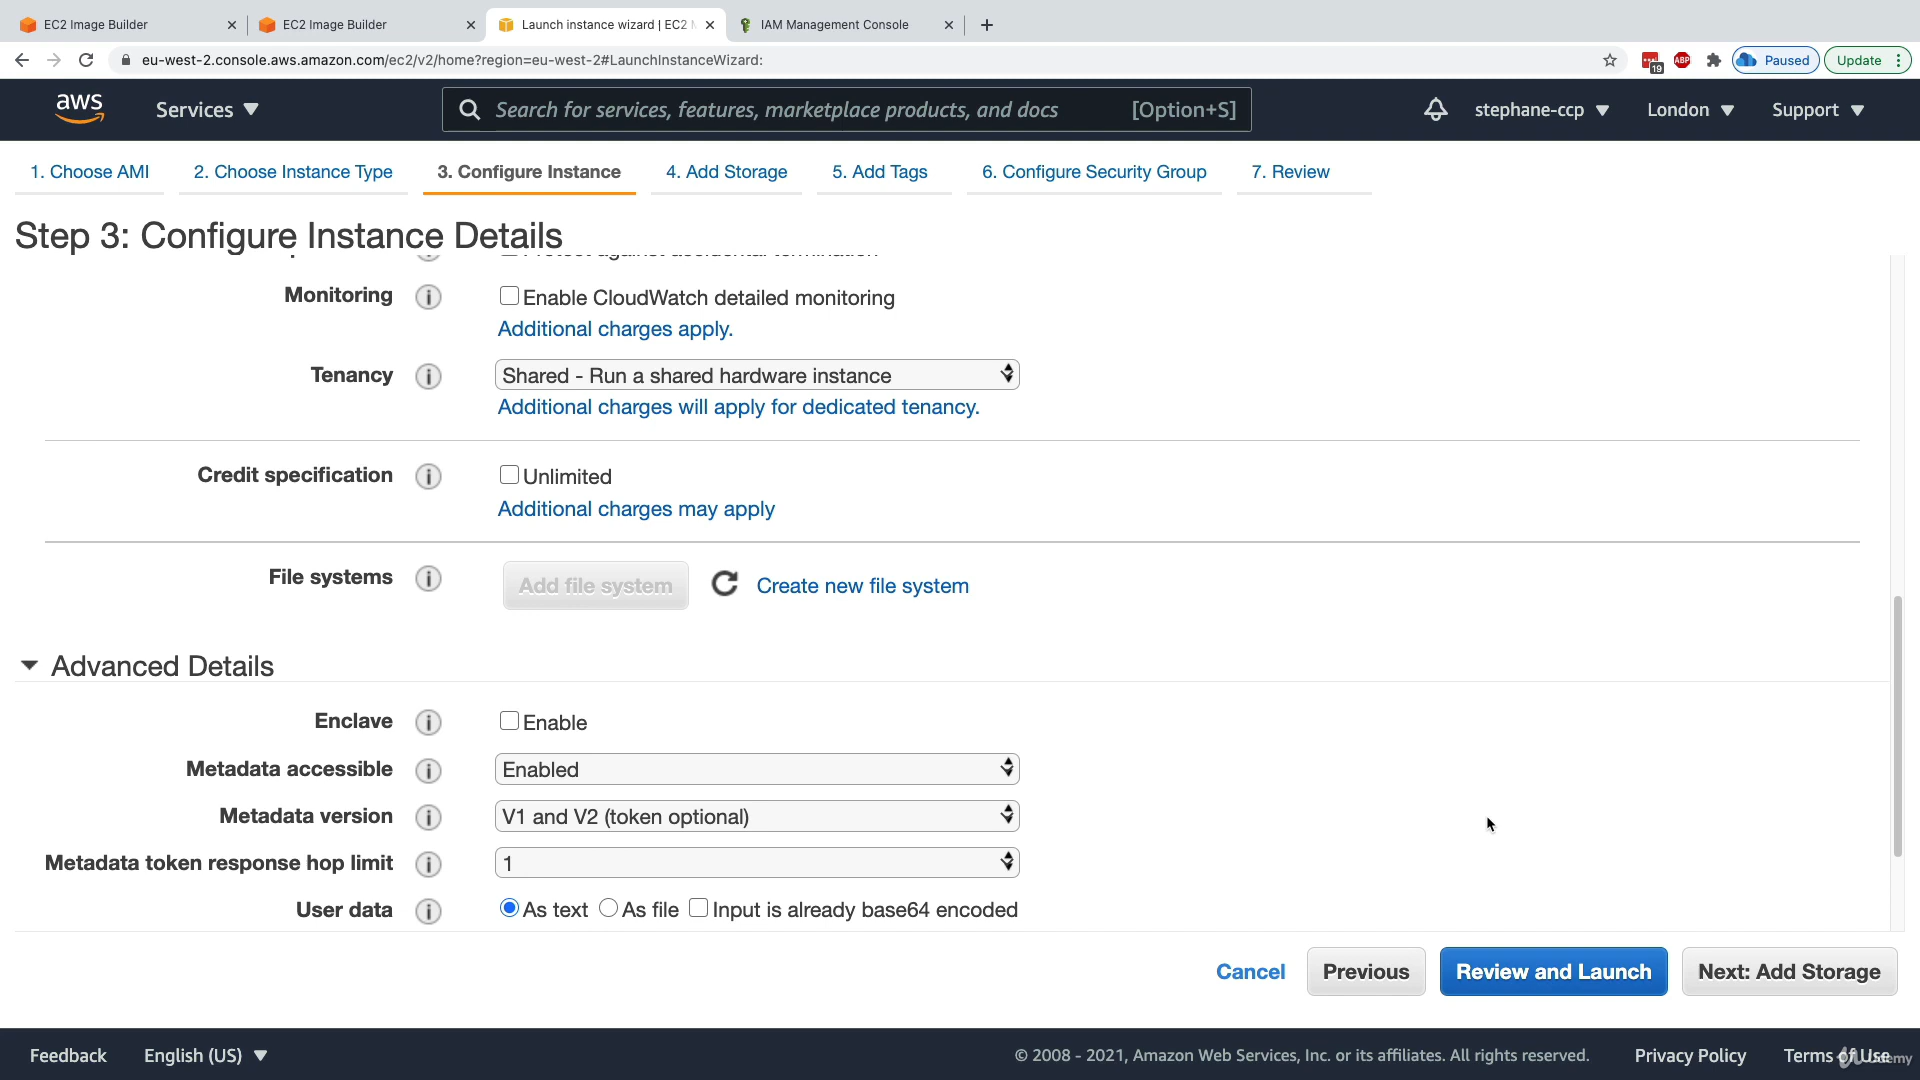 EC2 Image Builder
EC2 Image Builder
Launch instance wizard | EC2
IAM Management Console
eu-west-2.console.aws.amazon.com/ec2/v2/home?region=eu-west-2#LaunchInstanceWizard:
19
ABP
Paused
Update
aws
Services
Search for services, features, marketplace products, and docs [Option+S]
stephane-ccp
London
Support
1. Choose AMI
2. Choose Instance Type
3. Configure Instance
4. Add Storage
5. Add Tags
6. Configure Security Group
7. Review
Step 3: Configure Instance Details
Protect against accidental termination
Monitoring
Enable CloudWatch detailed monitoring
Additional charges apply.
Tenancy
Shared - Run a shared hardware instance
Additional charges will apply for dedicated tenancy.
Credit specification
Unlimited
Additional charges may apply
File systems
Add file system
Create new file system
Advanced Details
Enclave
Enable
Metadata accessible
Enabled
Metadata version
V1 and V2 (token optional)
Metadata token response hop limit
1
User data
As text As file Input is already base64 encoded
Cancel
Previous
Review and Launch
Next: Add Storage
Feedback
English (US)
© 2008 - 2021, Amazon Web Services, Inc. or its affiliates. All rights reserved.
Privacy Policy
Terms of Use
Udemy